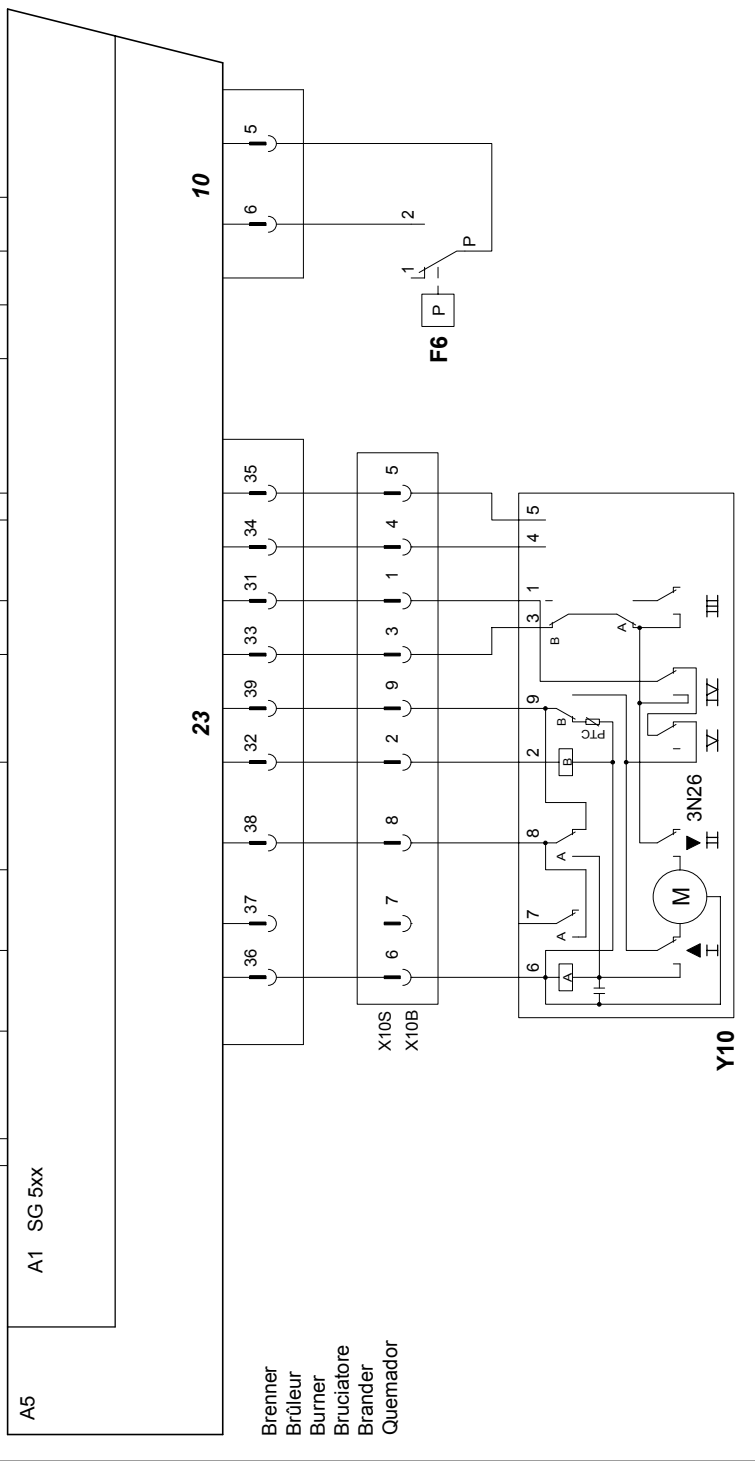 A5
A1 SG 5xx
23
10
36 37 38 32 39 33 31 34 35
6 5
Brenner
Brûleur
Burner
Bruciatore
Brander
Quemador
X10S
X10B
6 7 8 2 9 3 1 4 5
1 2
P P
F6
6 7 8 2 9 3 1 4 5
A A A B B B
PTC
A
M
3N26
I II V IV III
Y10